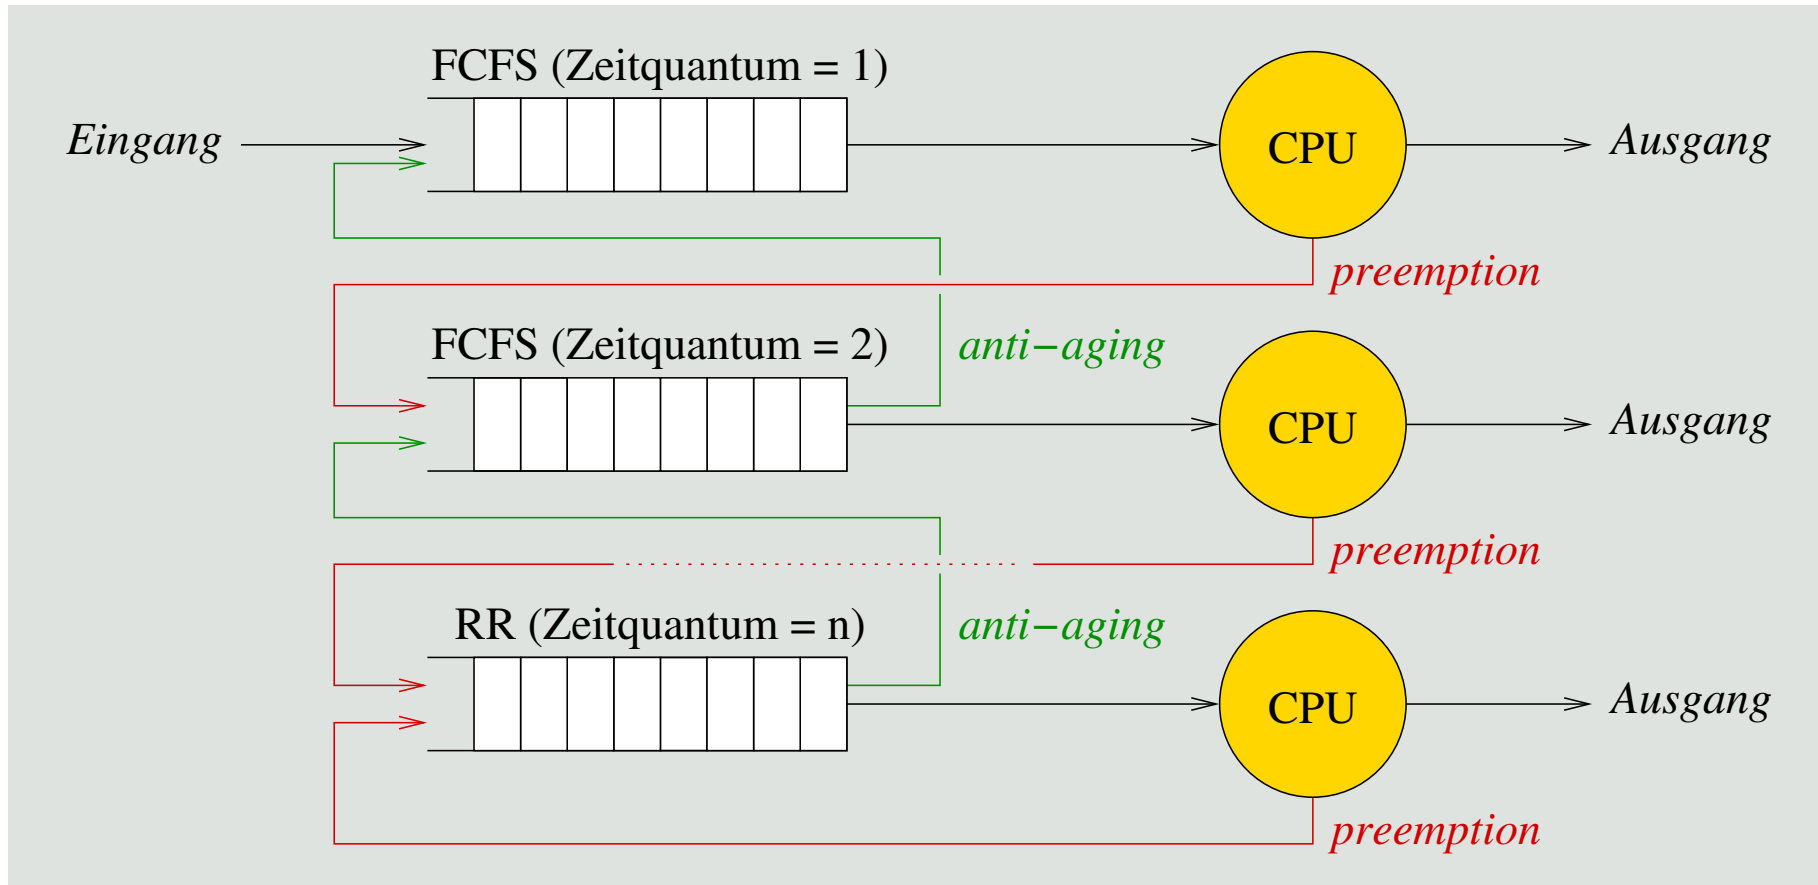 FCFS (Zeitquantum = 1)
Eingang
CPU
Ausgang
preemption
FCFS (Zeitquantum = 2)
anti−aging
CPU
Ausgang
preemption
RR (Zeitquantum = n)
anti−aging
CPU
Ausgang
preemption